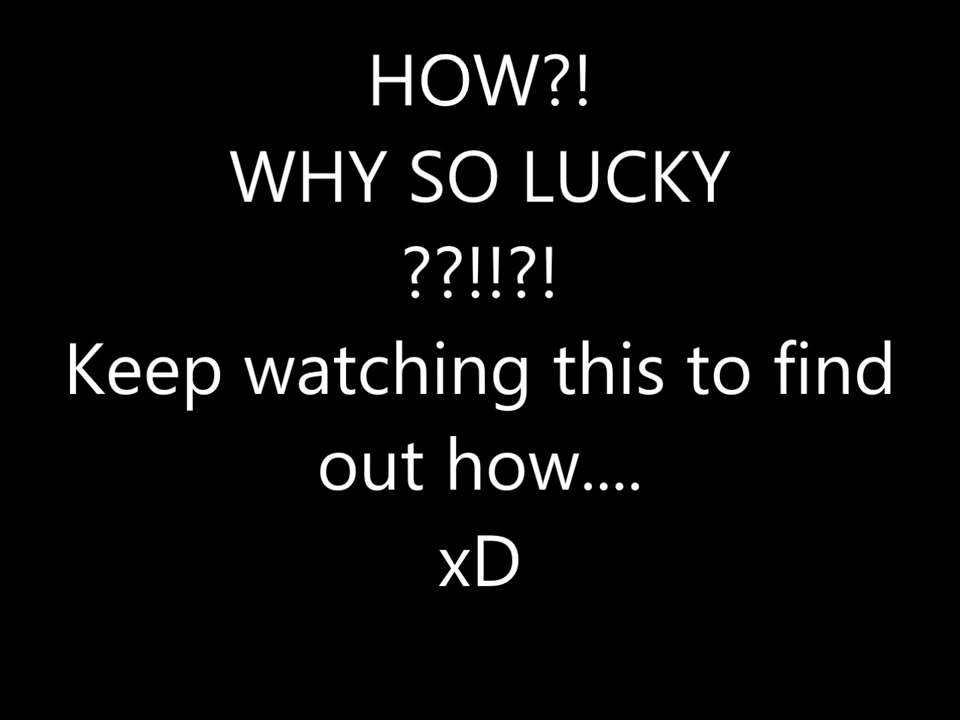 HOW?!
WHY SO LUCKY
??!!?!
Keep watching this to find
out how....
xD